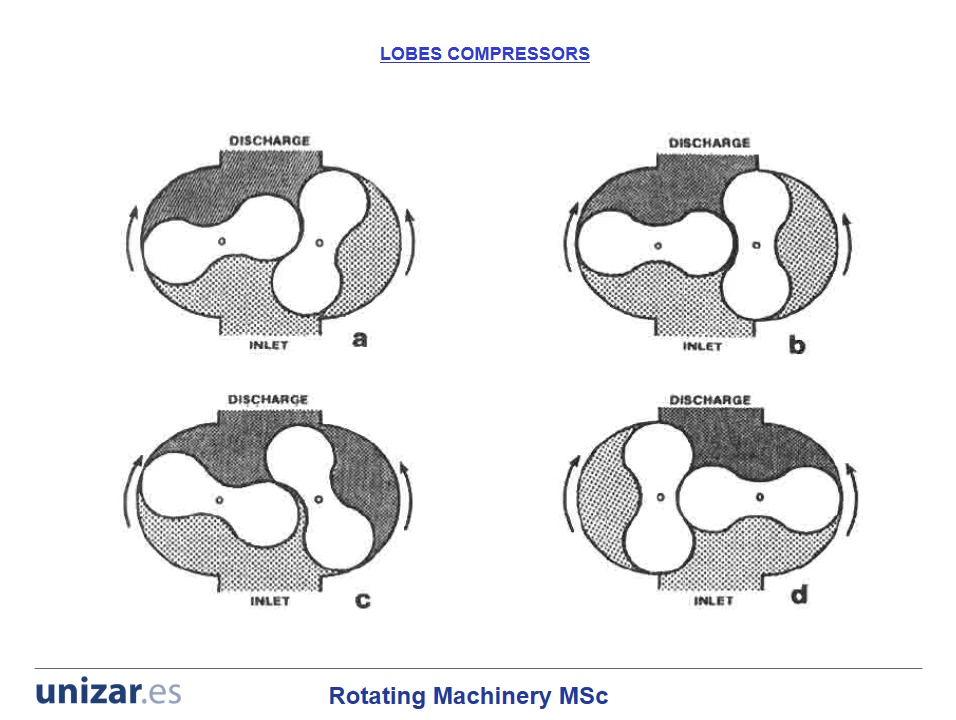 LOBES COMPRESSORS
DISCHARGE
DISCHARGE
INLET
a
INLET
b
DISCHARGE
DISCHARGE
INLET
c
INLET
d
unizar.es
Rotating Machinery MSc